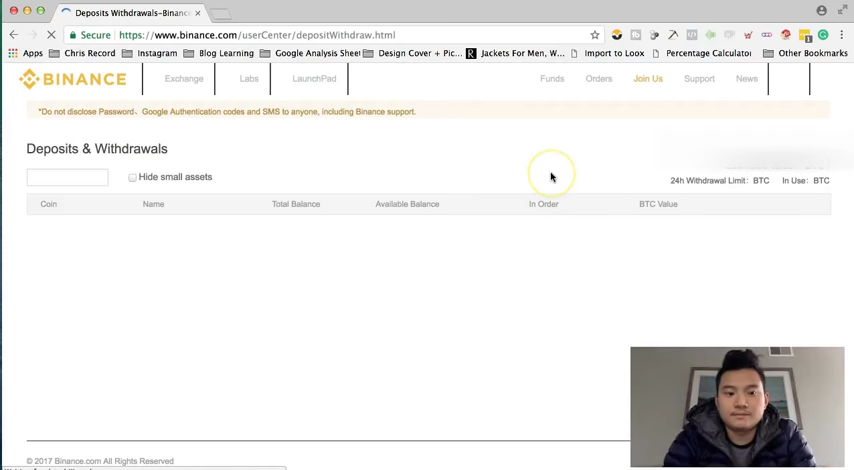 Deposits Withdrawals-Binance
Secure https://www.binance.com/userCenter/depositWithdraw.html
Apps Chris Record Instagram Blog Learning Google Analysis Sheet Design Cover + Pic... Jackets For Men, W... Import to Loox Percentage Calculator Other Bookmarks
BINANCE Exchange Labs LaunchPad Funds Orders Join Us Support News
*Do not disclose Password、Google Authentication codes and SMS to anyone, including Binance support.
Deposits & Withdrawals
Hide small assets
24h Withdrawal Limit: BTC In Use: BTC
Coin Name Total Balance Available Balance In Order BTC Value
© 2017 Binance.com All Rights Reserved